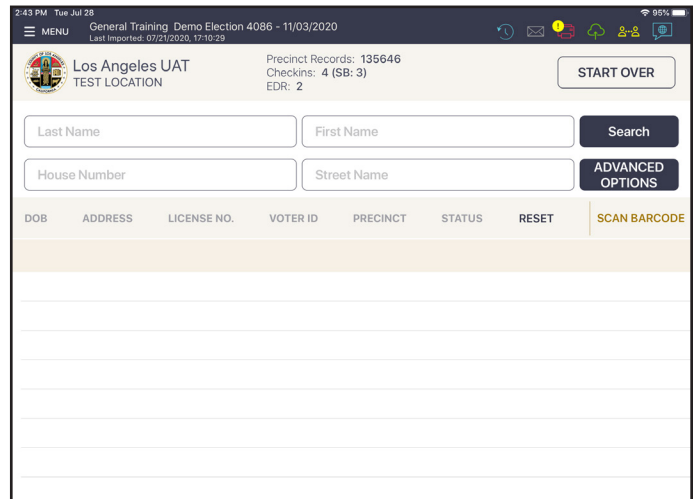 2:43 PM Tue Jul 28 95%
MENU General Training Demo Election 4086 - 11/03/2020
Last Imported: 07/21/2020, 17:10:29
Los Angeles UAT
TEST LOCATION
Precinct Records: 135646
Checkins: 4 (SB: 3)
EDR: 2
START OVER
Last Name First Name Search
House Number Street Name ADVANCED
OPTIONS
DOB ADDRESS LICENSE NO. VOTER ID PRECINCT STATUS RESET SCAN BARCODE